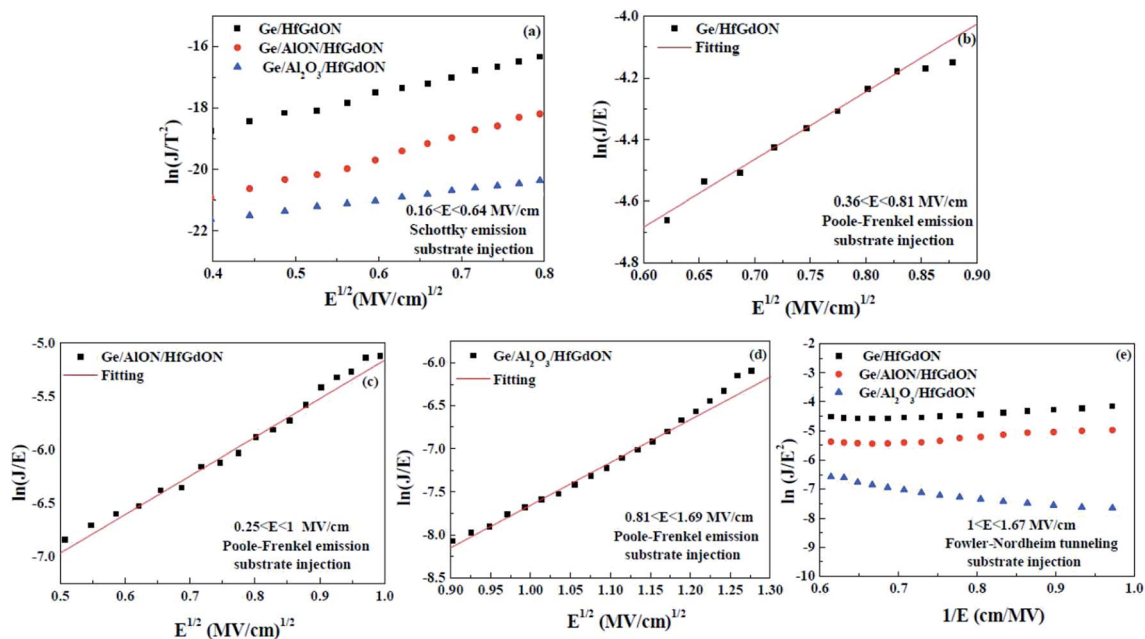 (a)
Ge/HfGdON
Ge/AlON/HfGdON
Ge/Al₂O₃/HfGdON
-16
-18
-20
-22
ln(J/T²)
0.16<E<0.64 MV/cm
Schottky emission
substrate injection
0.4 0.5 0.6 0.7 0.8
E^1/2(MV/cm)^1/2
(b)
Ge/HfGdON
Fitting
-4.0
-4.2
-4.4
-4.6
-4.8
ln(J/E)
0.36<E<0.81 MV/cm
Poole-Frenkel emission
substrate injection
0.60 0.65 0.70 0.75 0.80 0.85 0.90
E^1/2 (MV/cm)^1/2
(c)
Ge/AlON/HfGdON
Fitting
-5.0
-5.5
-6.0
-6.5
-7.0
ln(J/E)
0.25<E<1 MV/cm
Poole-Frenkel emission
substrate injection
0.5 0.6 0.7 0.8 0.9 1.0
E^1/2 (MV/cm)^1/2
(d)
Ge/Al₂O₃/HfGdON
Fitting
-6.0
-6.5
-7.0
-7.5
-8.0
-8.5
ln(J/E)
0.81<E<1.69 MV/cm
Poole-Frenkel emission
substrate injection
0.90 0.95 1.00 1.05 1.10 1.15 1.20 1.25 1.30
E^1/2 (MV/cm)^1/2
(e)
Ge/HfGdON
Ge/AlON/HfGdON
Ge/Al₂O₃/HfGdON
-2
-3
-4
-5
-6
-7
-8
-9
-10
ln (J/E²)
1<E<1.67 MV/cm
Fowler-Nordheim tunneling
substrate injection
0.6 0.7 0.8 0.9 1.0
1/E (cm/MV)